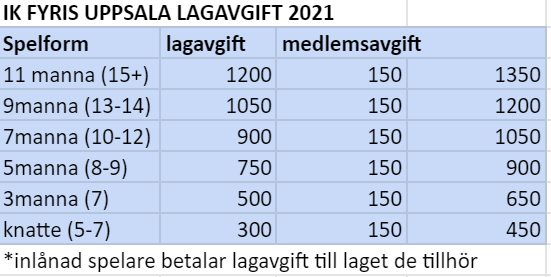 IK FYRIS UPPSALA LAGAVGIFT 2021
Spelform lagavgift medlemsavgift
11 manna (15+) 1200 150 1350
9manna (13-14) 1050 150 1200
7manna (10-12) 900 150 1050
5manna (8-9) 750 150 900
3manna (7) 500 150 650
knatte (5-7) 300 150 450
*inlånad spelare betalar lagavgift till laget de tillhör